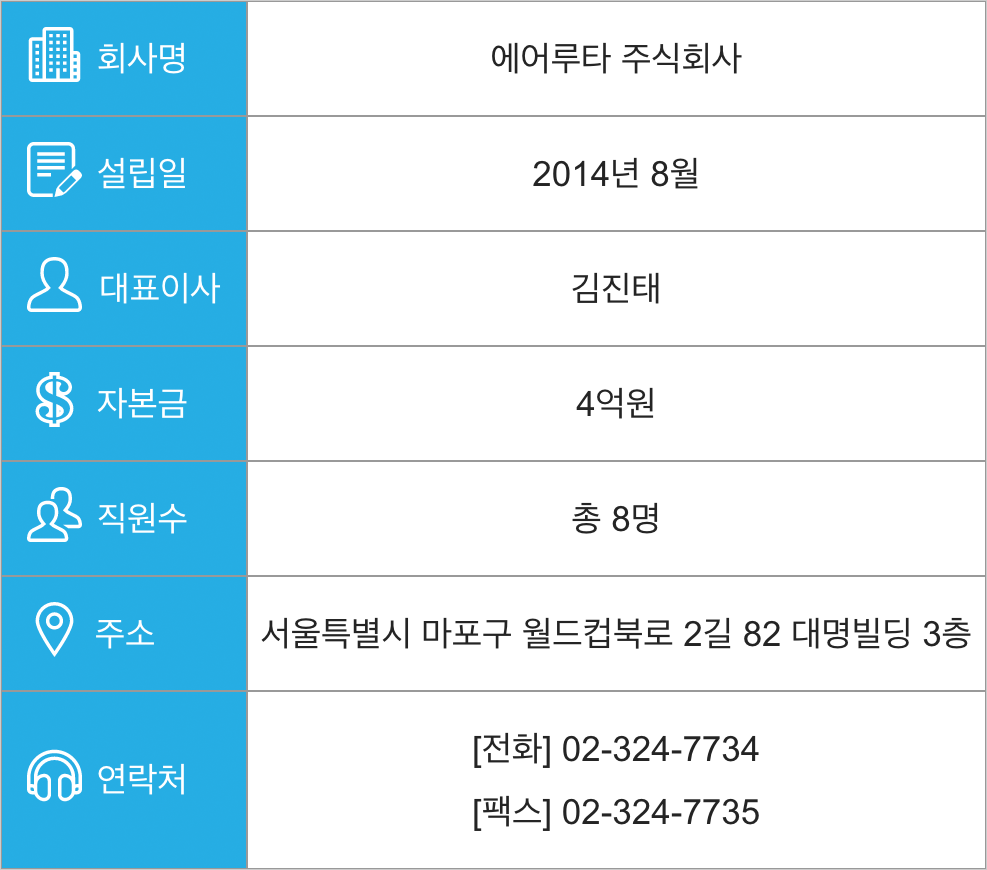 회사명
에어루타 주식회사
설립일
2014년 8월
대표이사
김진태
자본금
4억원
직원수
총 8명
주소
서울특별시 마포구 월드컵북로 2길 82 대명빌딩 3층
연락처
[전화] 02-324-7734
[팩스] 02-324-7735